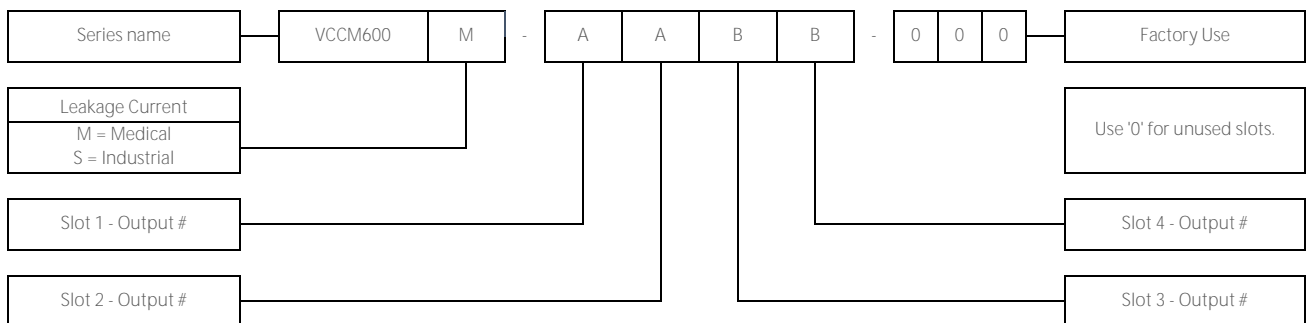 Series name
VCCM600 M - A A B B - 0 0 0
Factory Use
Leakage Current
M = Medical
S = Industrial
Use '0' for unused slots.
Slot 1 - Output #
Slot 4 - Output #
Slot 2 - Output #
Slot 3 - Output #